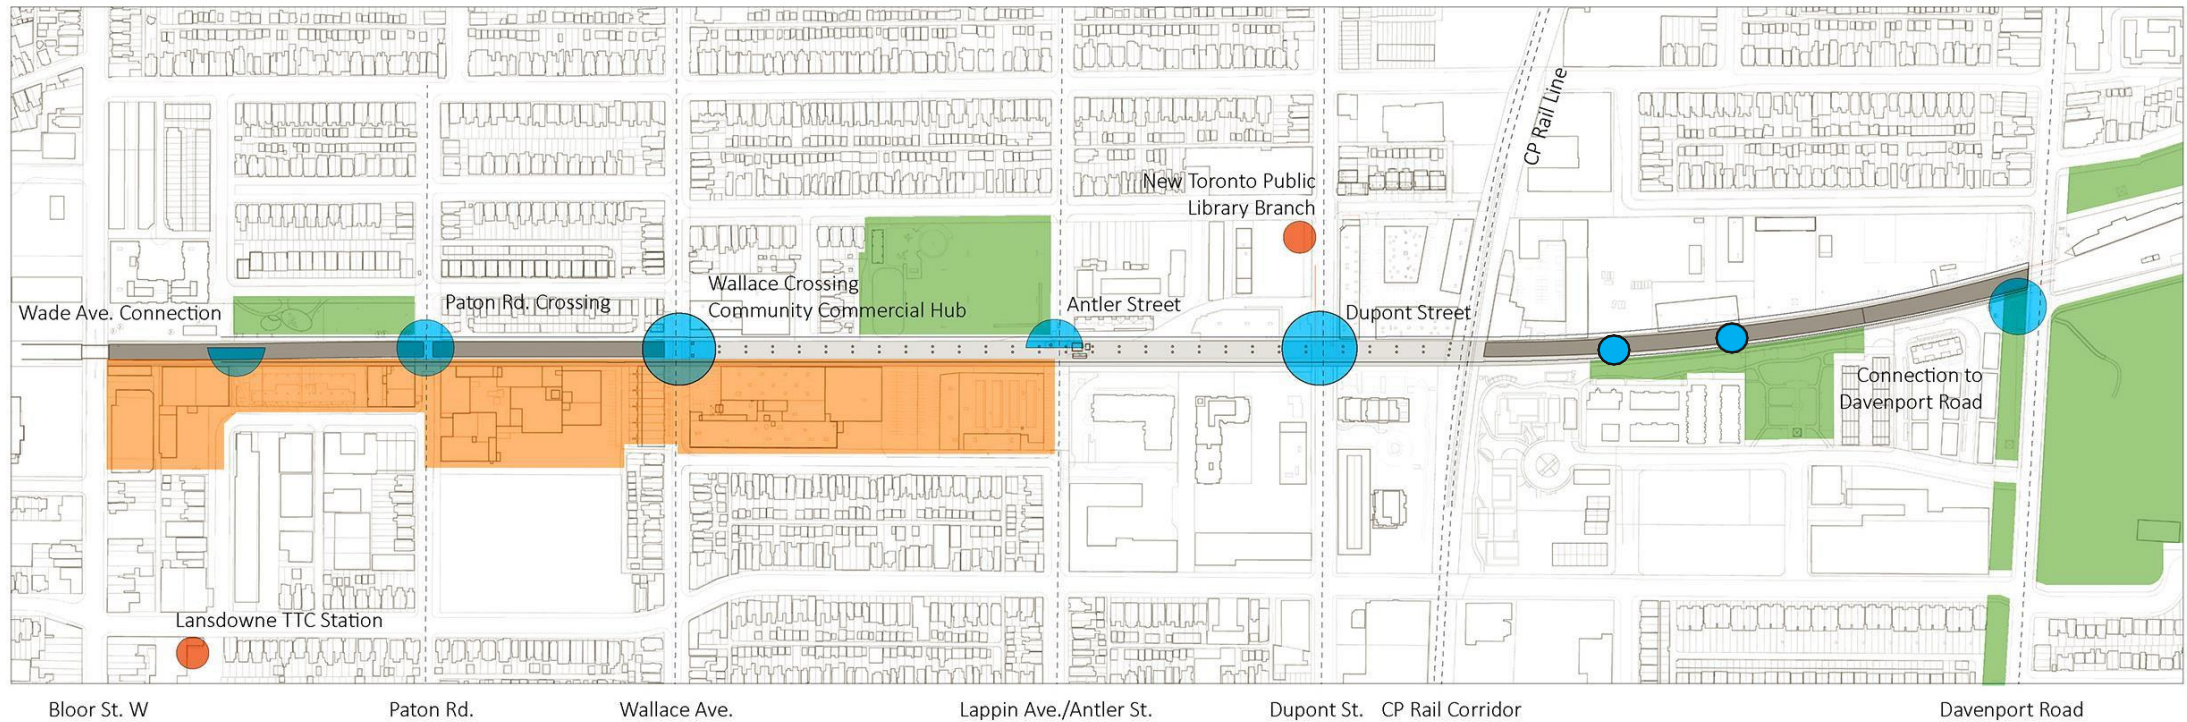 CP Rail Line
New Toronto Public
Library Branch
Wallace Crossing
Community Commercial Hub
Paton Rd. Crossing
Wade Ave. Connection
Antler Street
Dupont Street
Connection to
Davenport Road
Lansdowne TTC Station
Bloor St. W
Paton Rd.
Wallace Ave.
Lappin Ave./Antler St.
Dupont St.
CP Rail Corridor
Davenport Road